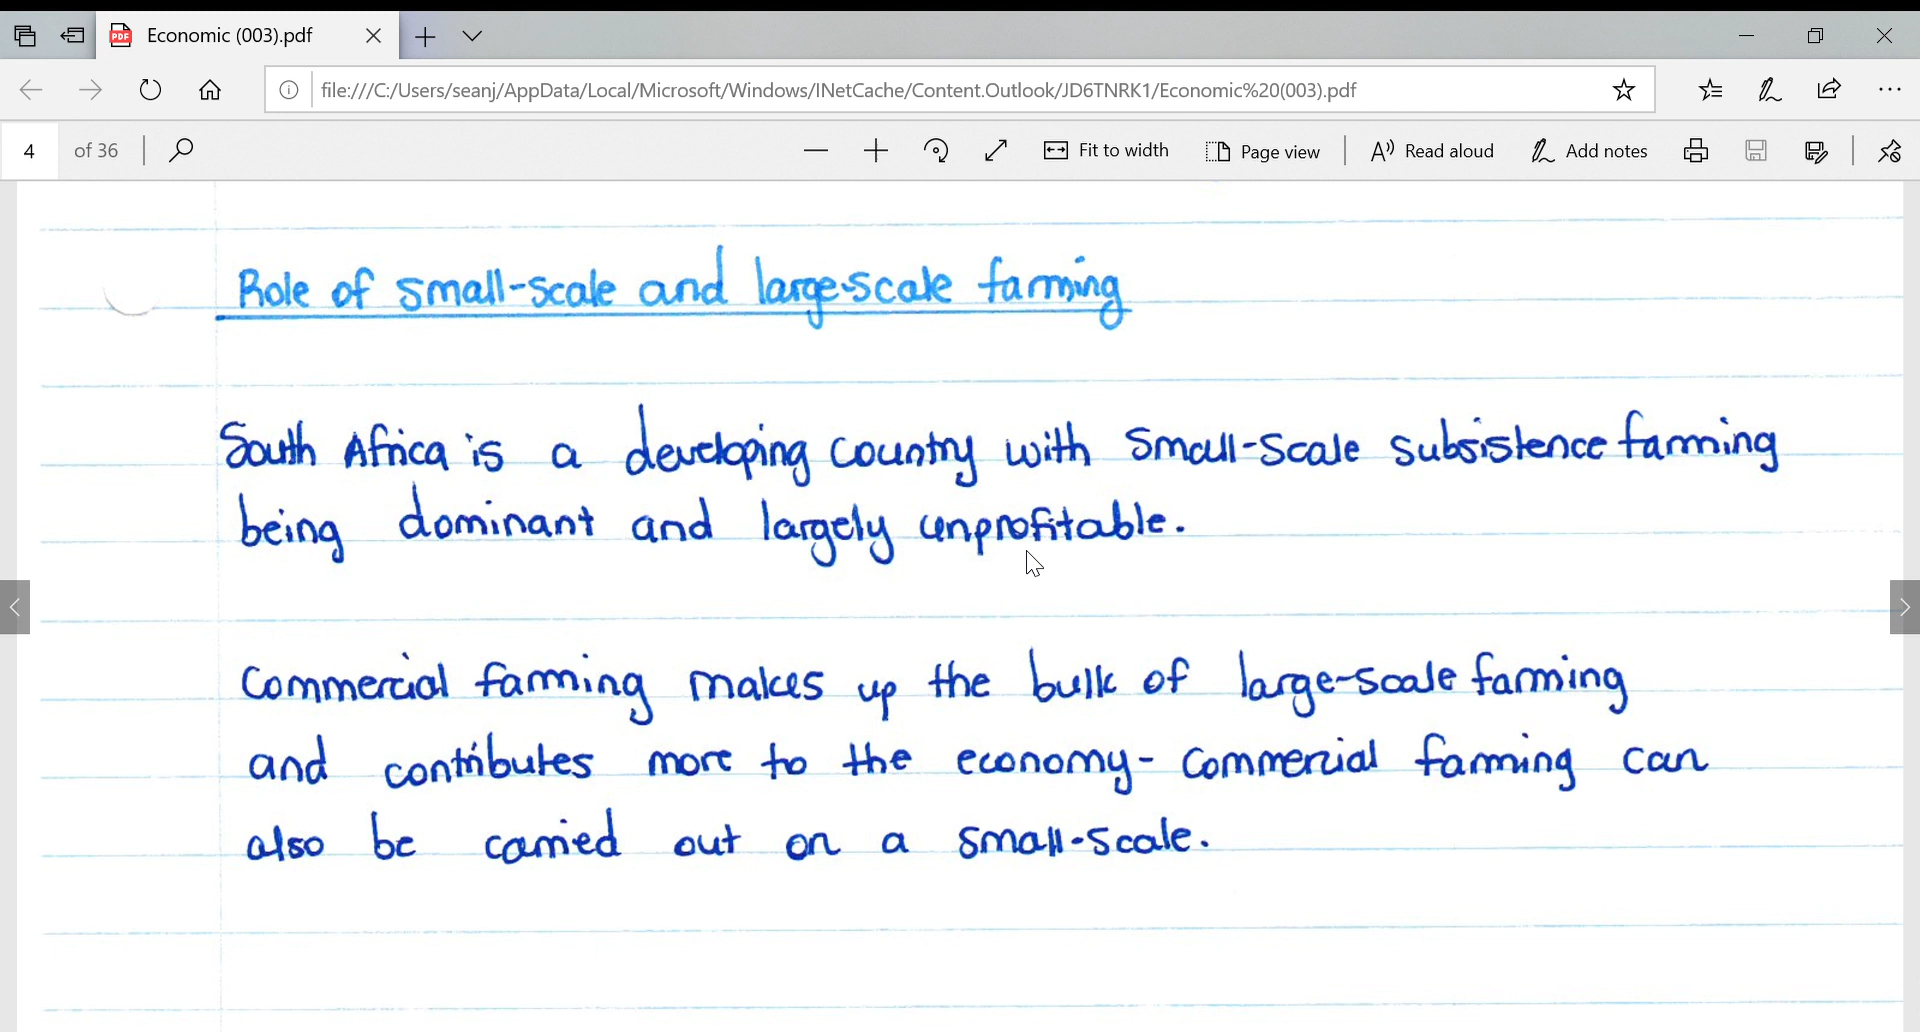 Economic (003).pdf
file:///C:/Users/seanj/AppData/Local/Microsoft/Windows/INetCache/Content.Outlook/JD6TNRK1/Economic%20(003).pdf
4 of 36 Fit to width Page view Read aloud Add notes
Role of small-scale and large-scale farming
South Africa is a developing country with Small-Scale subsistence farming
being dominant and largely unprofitable.
Commercial farming makes up the bulk of large-scale farming
and contributes more to the economy - Commercial farming can
also be carried out on a small-scale.